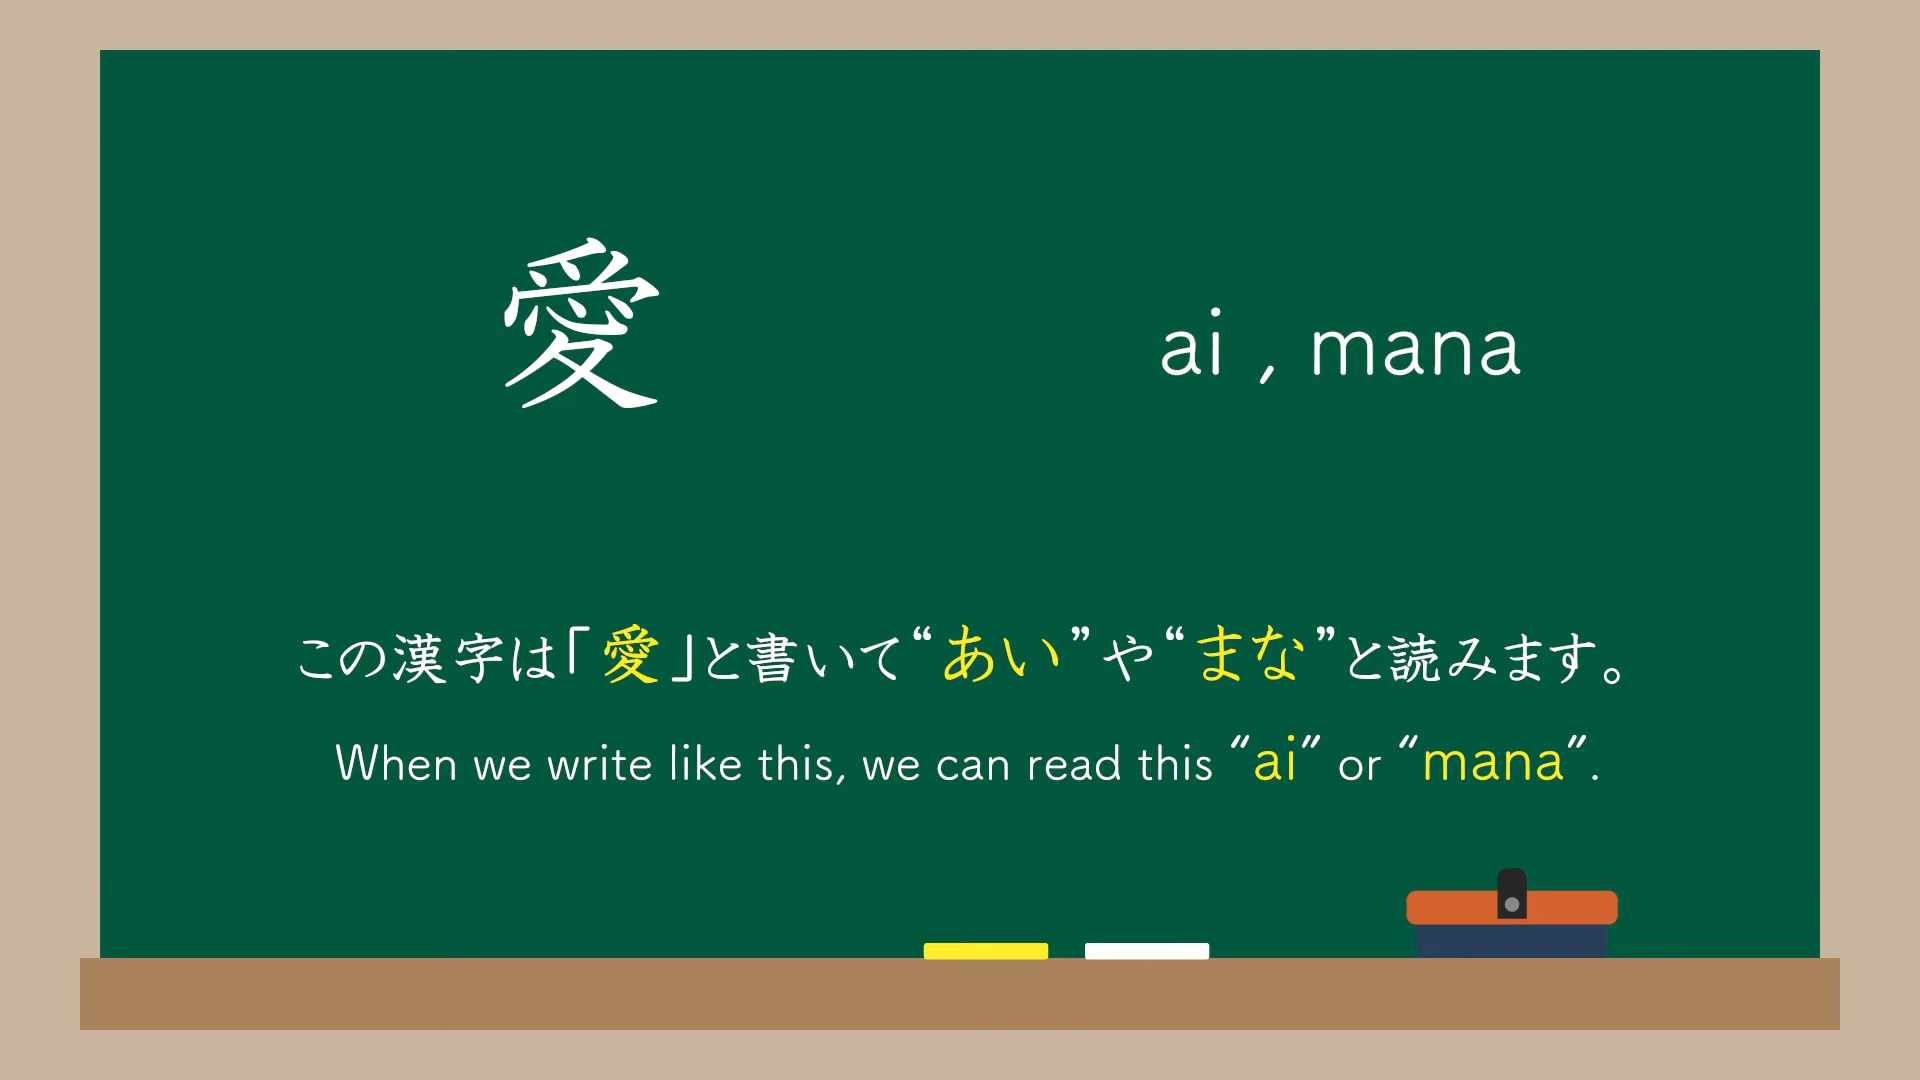 愛
ai , mana
この漢字は「愛」と書いて“あい”や“まな”と読みます。
When we write like this, we can read this “ai” or “mana”.